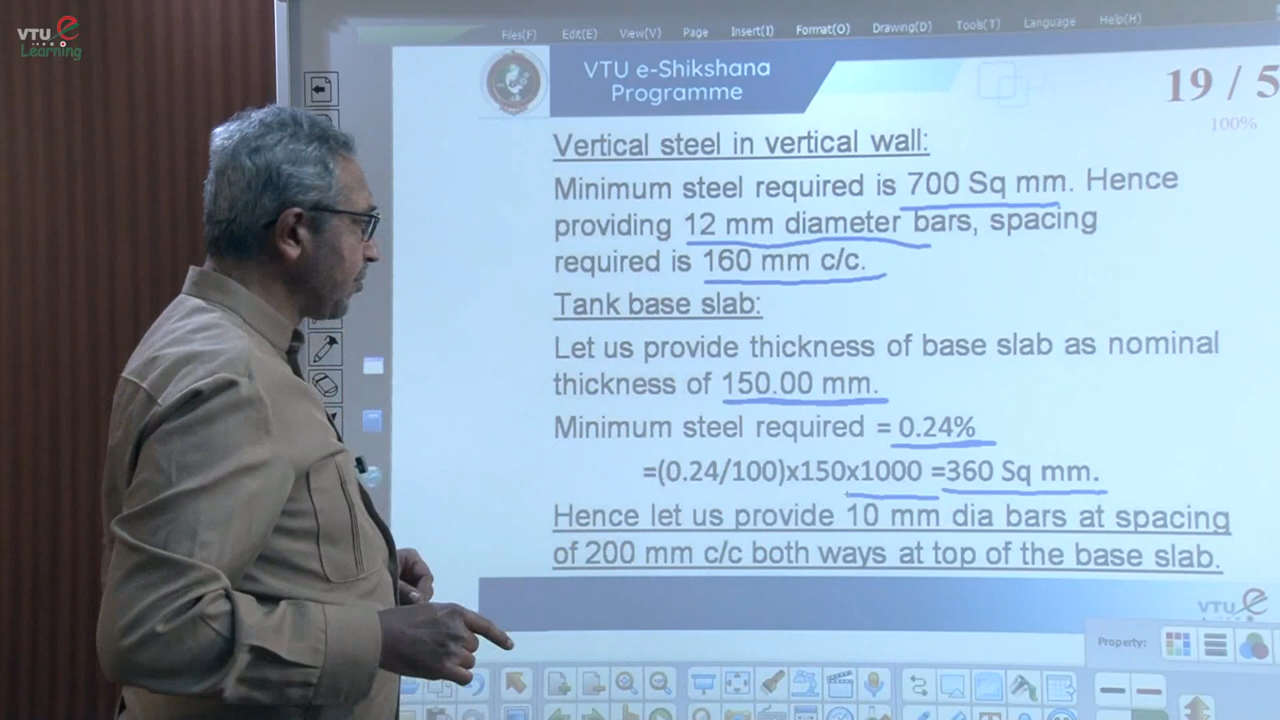 VTU e
Learning
Files(F) Edit(E) View(V) Page Insert(I) Format(O) Drawing(D) Tools(T) Language Help(H)
VTU e-Shikshana
Programme
19 / 5
100%
Vertical steel in vertical wall:
Minimum steel required is 700 Sq mm. Hence
providing 12 mm diameter bars, spacing
required is 160 mm c/c.
Tank base slab:
Let us provide thickness of base slab as nominal
thickness of 150.00 mm.
Minimum steel required = 0.24%
=(0.24/100)x150x1000 =360 Sq mm.
Hence let us provide 10 mm dia bars at spacing
of 200 mm c/c both ways at top of the base slab.
VTU e
Property: